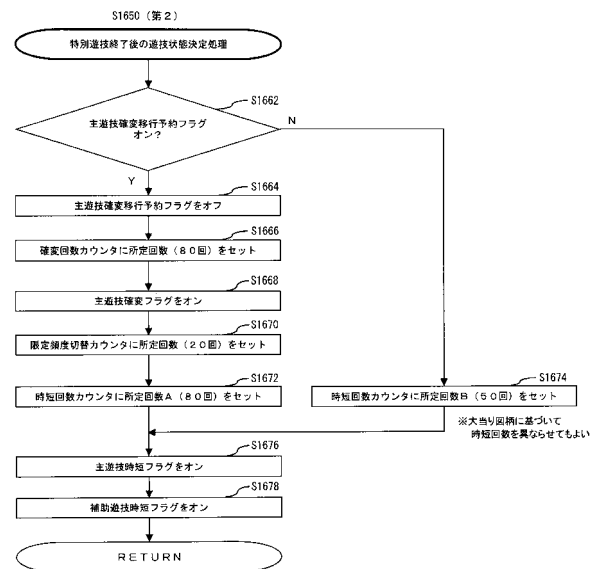 S1650(第2)
特別遊技終了後の遊技状態決定処理
S1662
主遊技確変移行予約フラグ
オン?
N
Y
S1664
主遊技確変移行予約フラグをオフ
S1666
確変回数カウンタに所定回数(80回)をセット
S1668
主遊技確変フラグをオン
S1670
限定頻度切替カウンタに所定回数(20回)をセット
S1672
時短回数カウンタに所定回数A(80回)をセット
S1674
時短回数カウンタに所定回数B(50回)をセット
※大当り図柄に基づいて
時短回数を異ならせてもよい
S1676
主遊技時短フラグをオン
S1678
補助遊技時短フラグをオン
RETURN